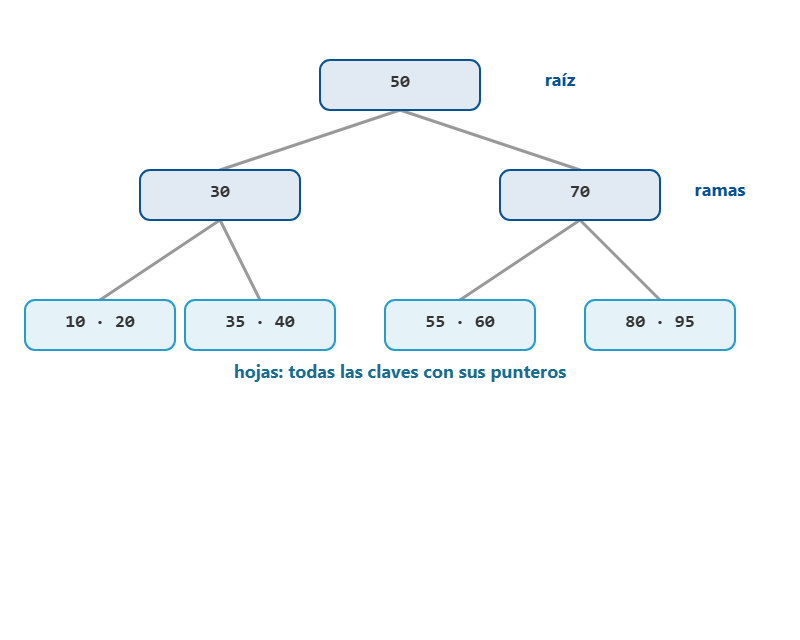 50
raíz
30
70
ramas
10 · 20
35 · 40
55 · 60
80 · 95
hojas: todas las claves con sus punteros